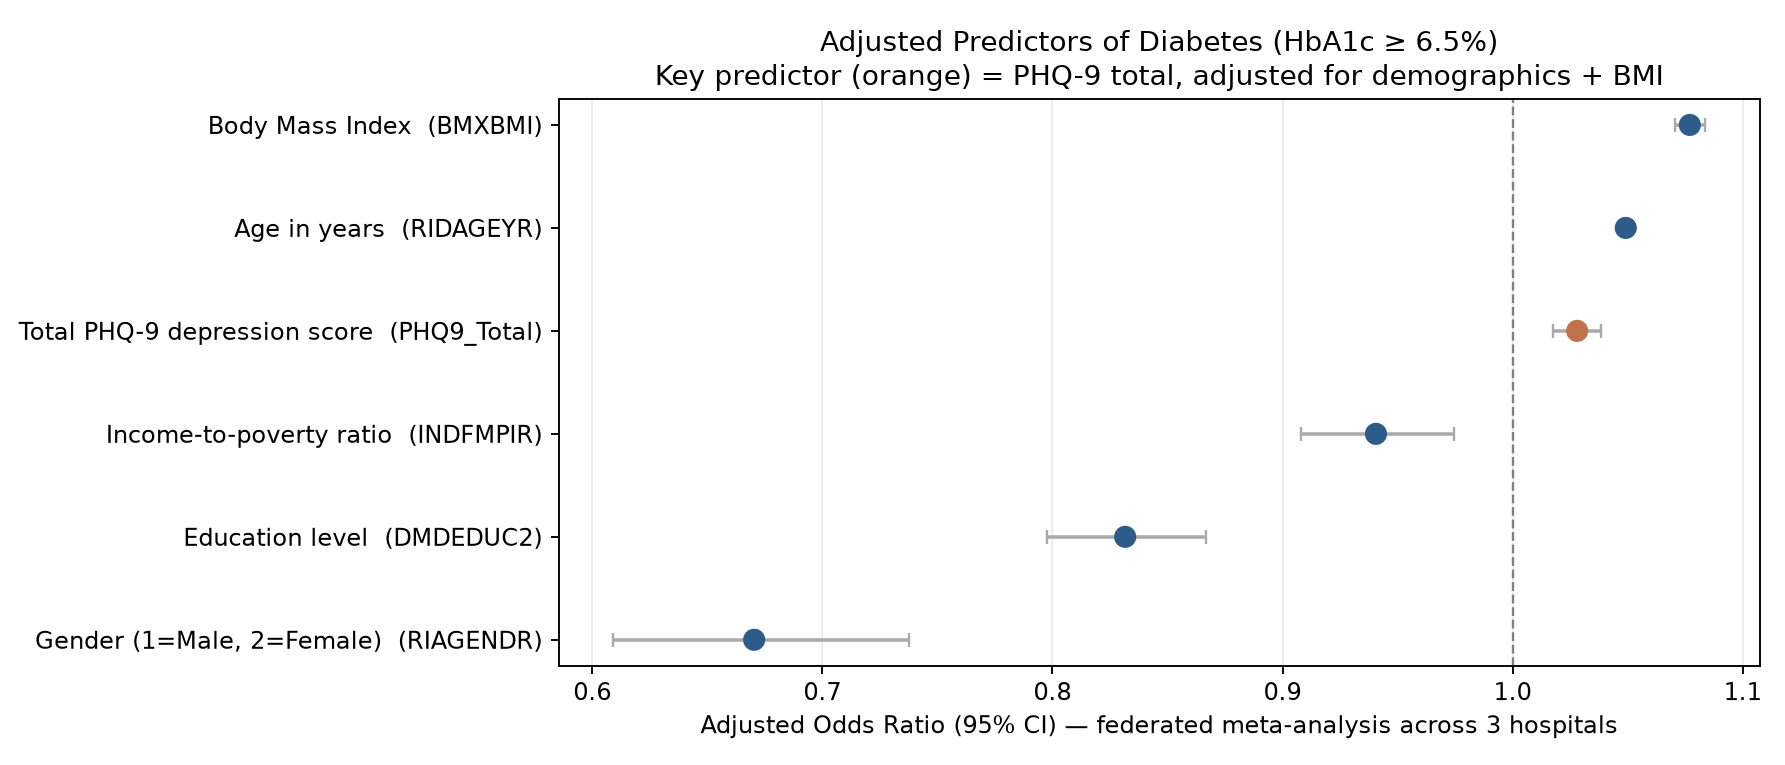 Adjusted Predictors of Diabetes (HbA1c ≥ 6.5%)
Key predictor (orange) = PHQ-9 total, adjusted for demographics + BMI
Body Mass Index (BMXBMI)
Age in years (RIDAGEYR)
Total PHQ-9 depression score (PHQ9_Total)
Income-to-poverty ratio (INDFMPIR)
Education level (DMDEDUC2)
Gender (1=Male, 2=Female) (RIAGENDR)
0.6 0.7 0.8 0.9 1.0 1.1
Adjusted Odds Ratio (95% CI) — federated meta-analysis across 3 hospitals